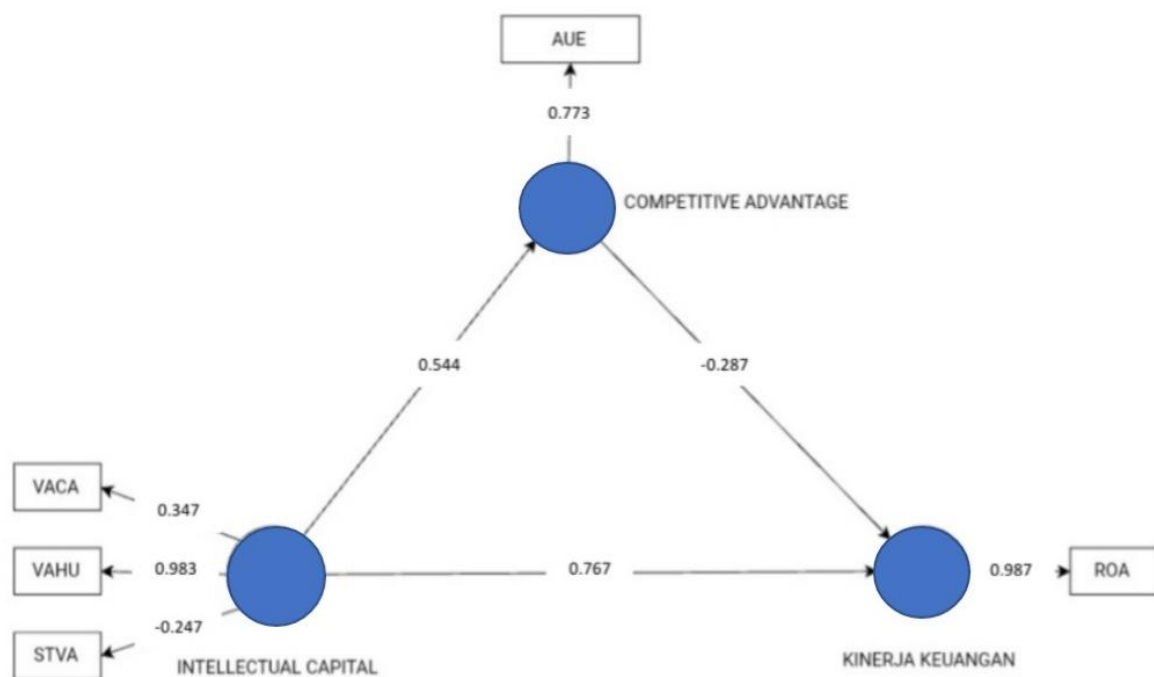 AUE
0.773
COMPETITIVE ADVANTAGE
0.544
-0.287
VACA
0.347
VAHU
0.983
0.767
0.987
ROA
-0.247
STVA
INTELLECTUAL CAPITAL
KINERJA KEUANGAN